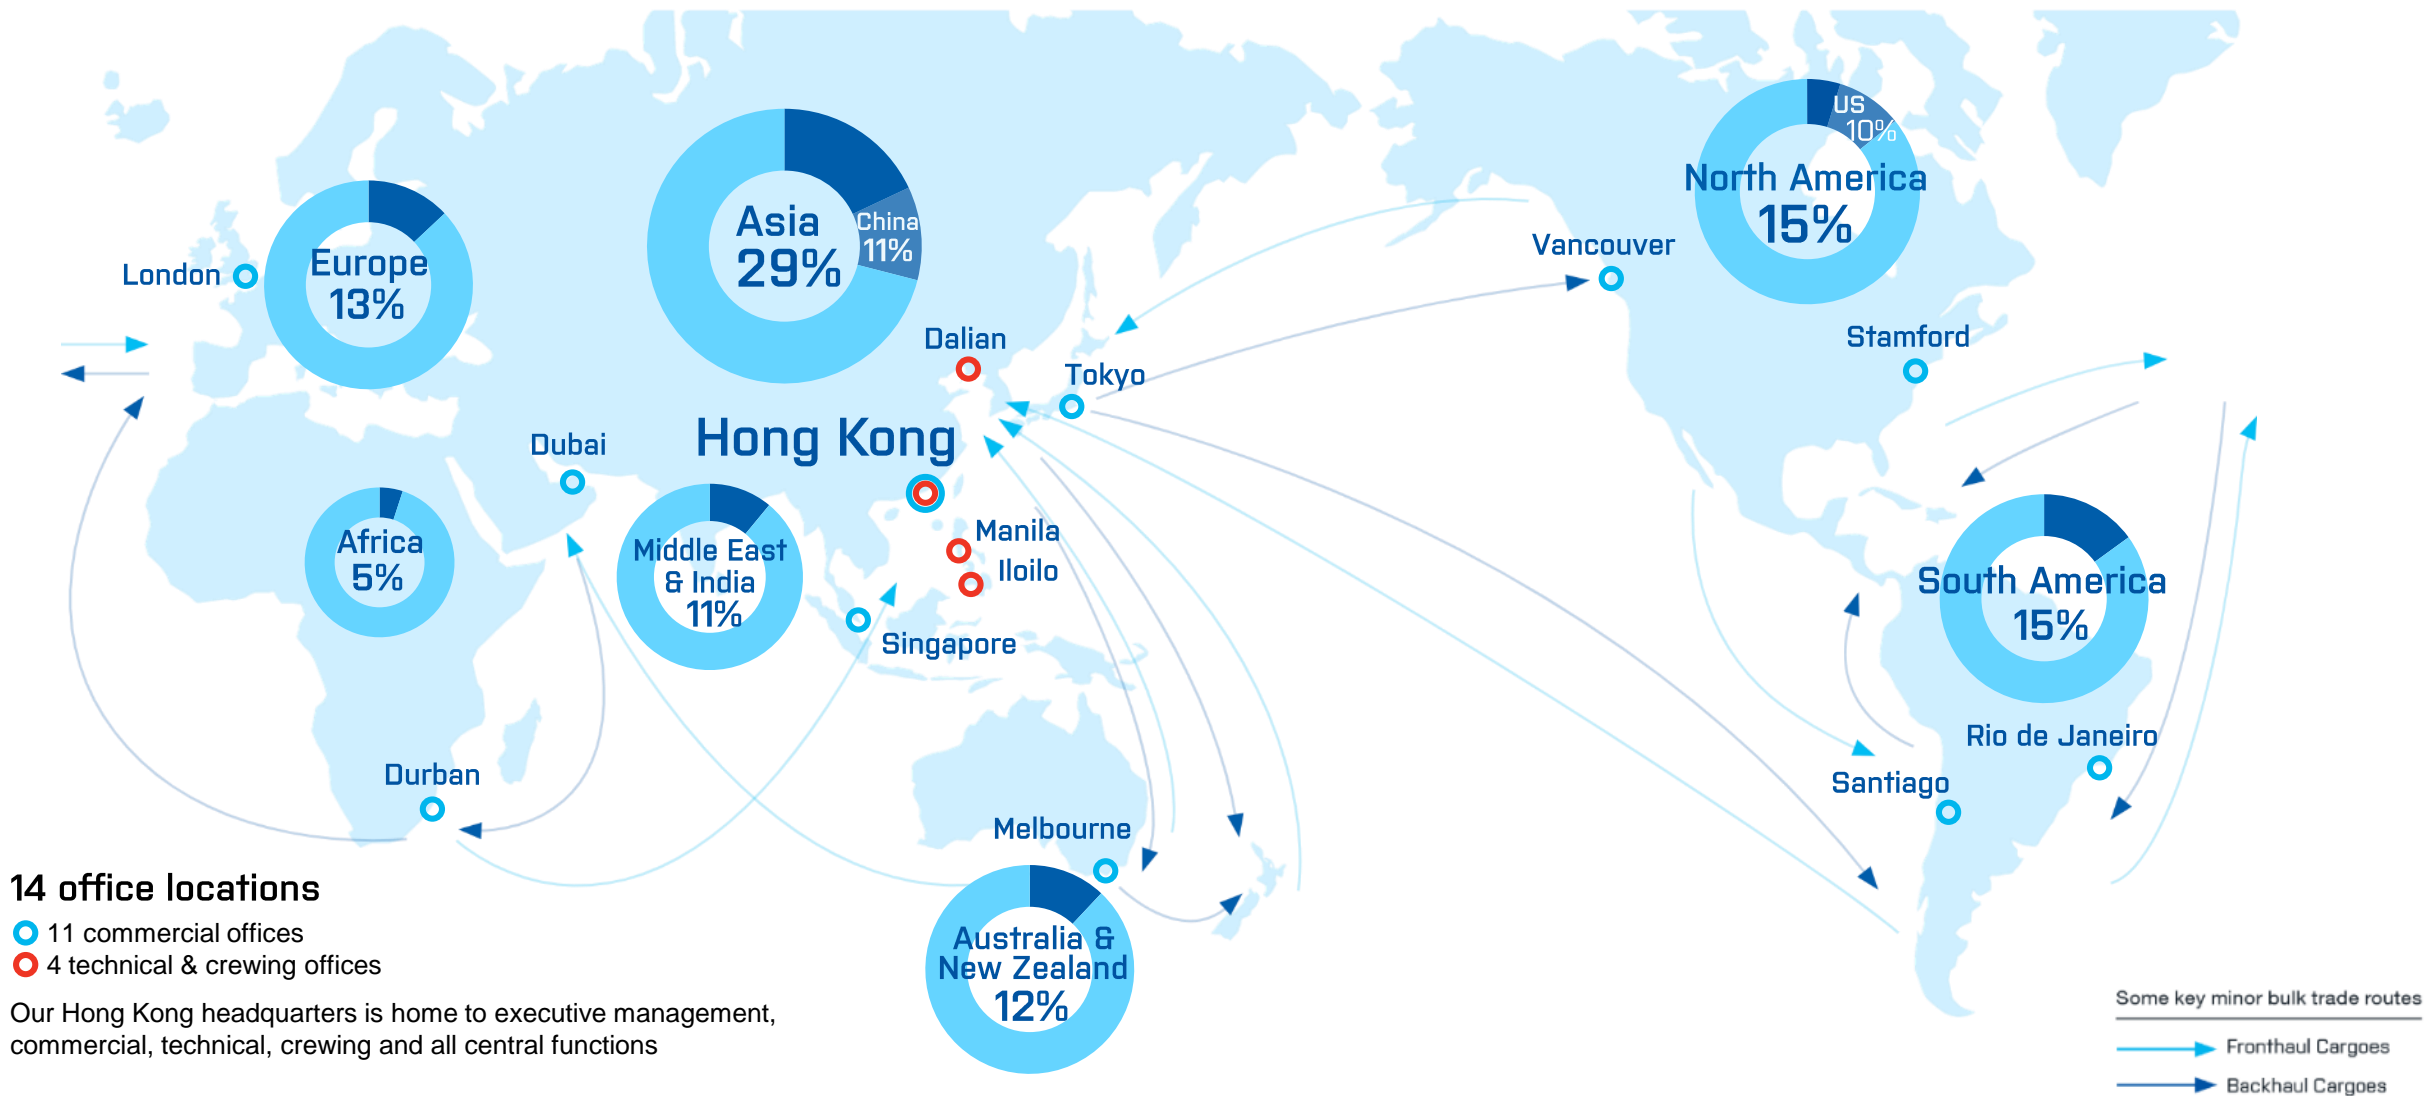 US
10%
North America
15%
Asia
29%
China
11%
Vancouver
Europe
13%
London
Dalian
Stamford
Tokyo
Hong Kong
Dubai
Manila
Iloilo
Africa
5%
Middle East
& India
11%
South America
15%
Singapore
Rio de Janeiro
Durban
Santiago
Melbourne
14 office locations
11 commercial offices
4 technical & crewing offices
Our Hong Kong headquarters is home to executive management,
commercial, technical, crewing and all central functions
Australia &
New Zealand
12%
Some key minor bulk trade routes
Fronthaul Cargoes
Backhaul Cargoes